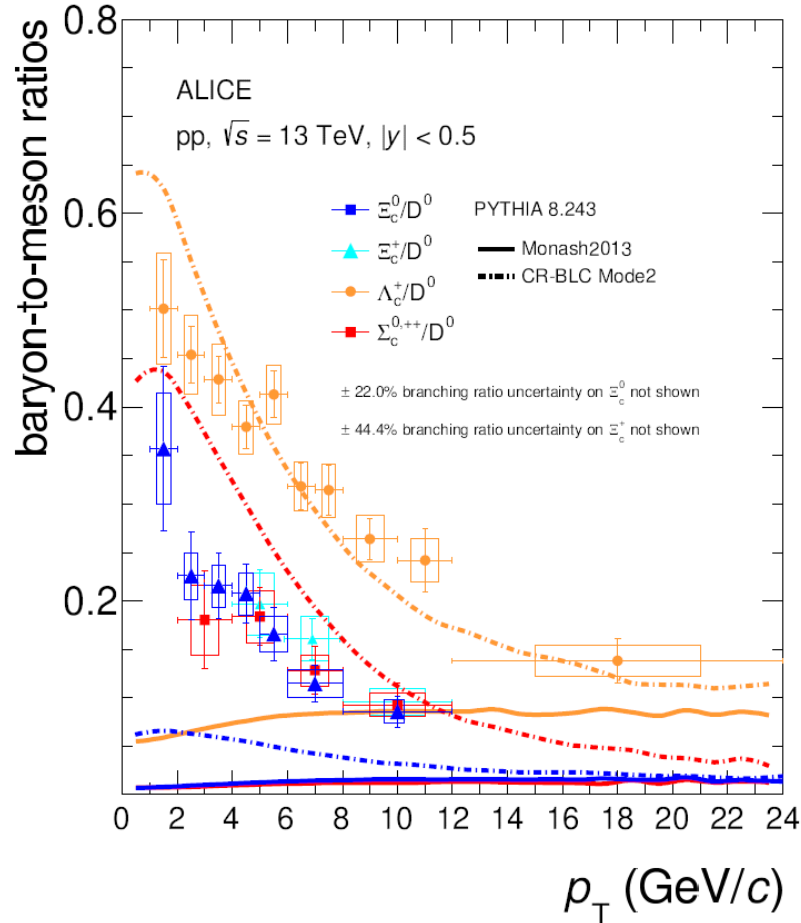 baryon-to-meson ratios
0.8
0.6
0.4
0.2
ALICE
pp, √s = 13 TeV, |y| < 0.5
Ξc0/D0
Ξc+/D0
Λc+/D0
Σc0,++/D0
PYTHIA 8.243
Monash2013
CR-BLC Mode2
± 22.0% branching ratio uncertainty on Ξc0 not shown
± 44.4% branching ratio uncertainty on Ξc+ not shown
0 2 4 6 8 10 12 14 16 18 20 22 24
pT (GeV/c)